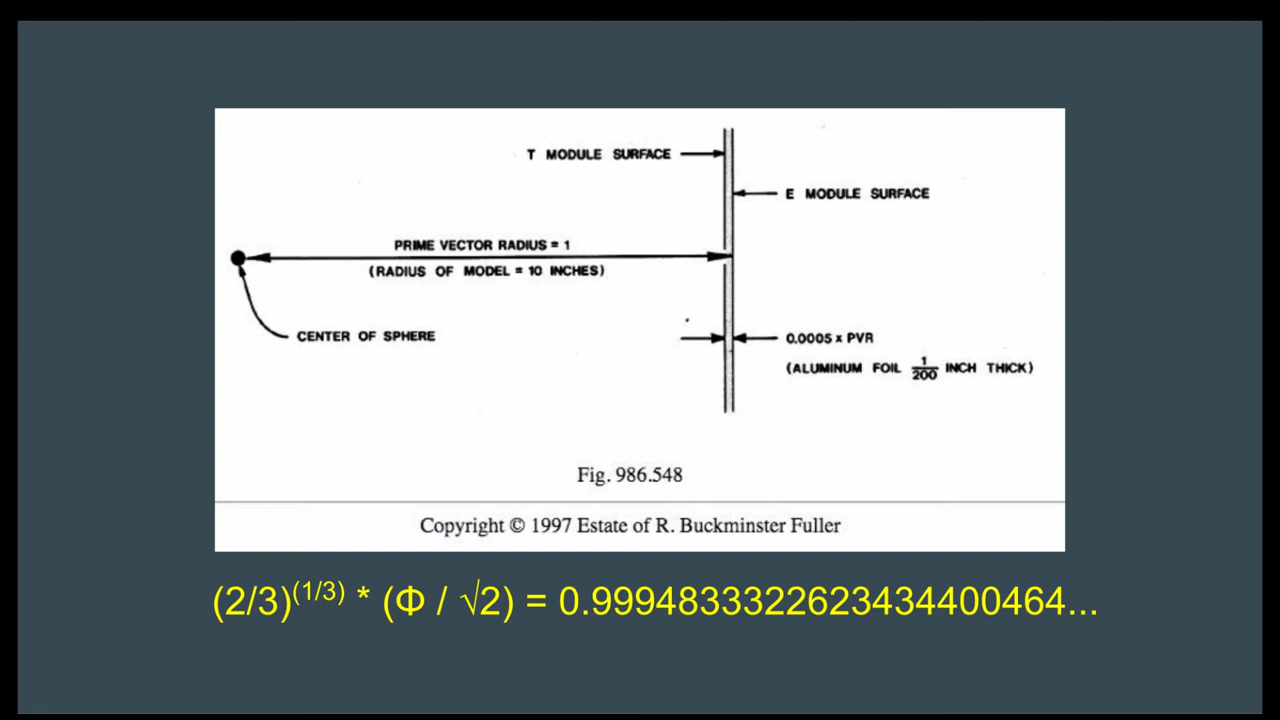 T MODULE SURFACE
E MODULE SURFACE
PRIME VECTOR RADIUS = 1
(RADIUS OF MODEL = 10 INCHES)
CENTER OF SPHERE
0.0005 x PVR
(ALUMINUM FOIL 1/200 INCH THICK)
Fig. 986.548
Copyright © 1997 Estate of R. Buckminster Fuller
(2/3)^(1/3) * (Φ / √2) = 0.9994833322623434400464...